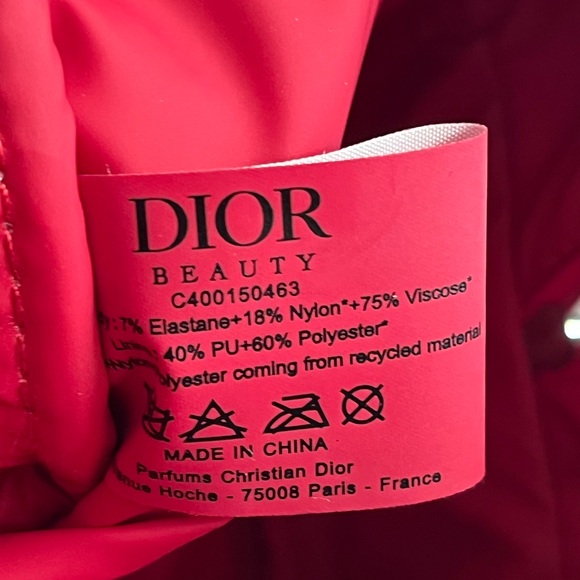 DIOR
BEAUTY
C400150463
7% Elastane+18% Nylon*+75% Viscose*
40% PU+60% Polyester*
coming from recycled material
MADE IN CHINA
Parfums Christian Dior
Hoche - 75008 Paris - France